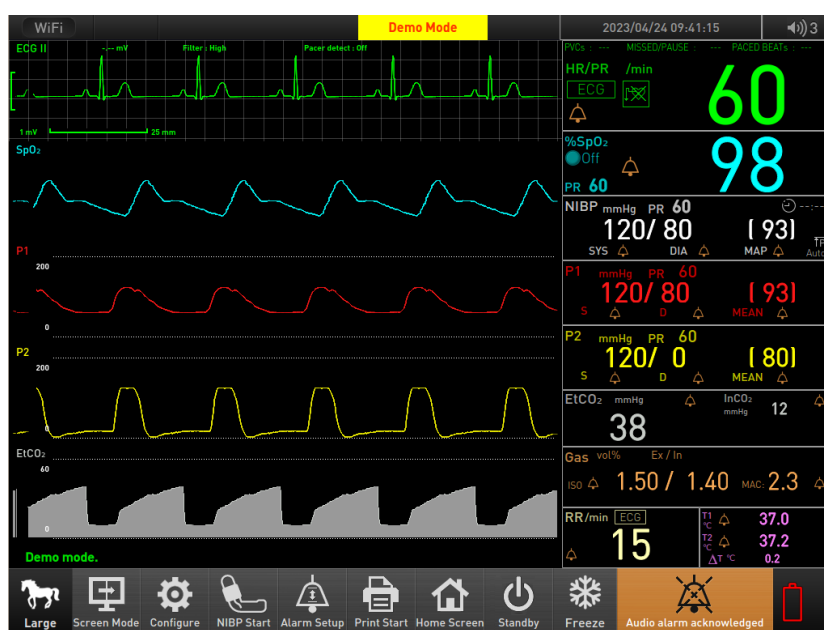 WiFi Demo Mode 2023/04/24 09:41:15 3
ECG II -.-- mV Filter : High Pacer detect : Off
PVCs : --- MISSED/PAUSE : --- PACED BEATs : ---
HR/PR /min
ECG
60
1 mV 25 mm
SpO₂
%SpO₂
Off
98
PR 60
NIBP mmHg PR 60 --:--
120/ 80 ( 93)
SYS DIA MAP Auto
P1
200
0
P1 mmHg PR 60
120/ 80 ( 93)
S D MEAN
P2
200
0
P2 mmHg PR 60
120/ 0 ( 80)
S D MEAN
EtCO₂
60
0
EtCO₂ mmHg InCO₂
mmHg 12
38
Gas vol% Ex / In
ISO 1.50 / 1.40 MAC: 2.3
RR/min ECG
15
T1 °C 37.0
T2 °C 37.2
ΔT °C 0.2
Demo mode.
Large Screen Mode Configure NIBP Start Alarm Setup Print Start Home Screen Standby Freeze Audio alarm acknowledged